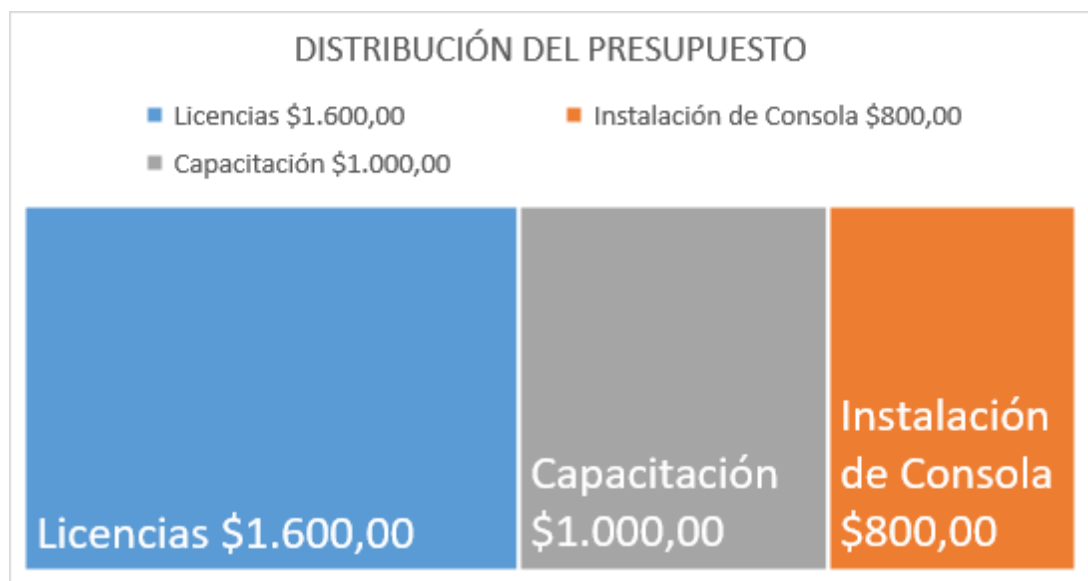 DISTRIBUCIÓN DEL PRESUPUESTO
Licencias $1.600,00
Instalación de Consola $800,00
Capacitación $1.000,00
Licencias $1.600,00
Capacitación
$1.000,00
Instalación
de Consola
$800,00